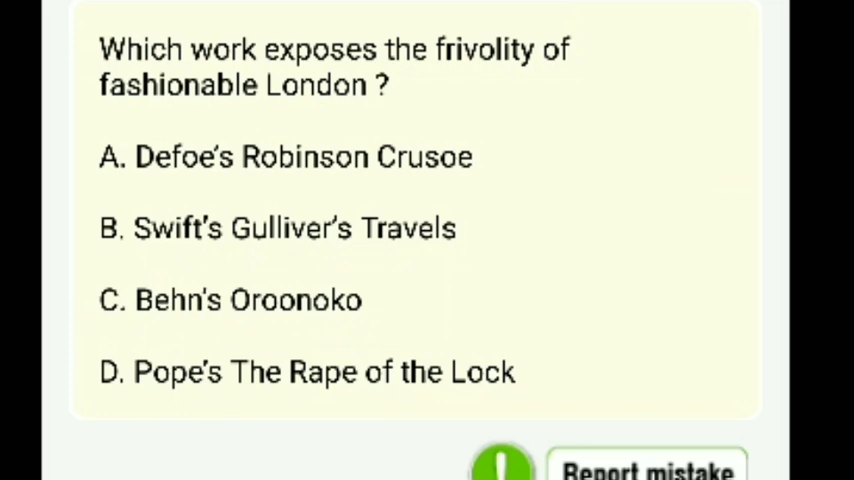 Which work exposes the frivolity of
fashionable London ?
A. Defoe's Robinson Crusoe
B. Swift's Gulliver's Travels
C. Behn's Oroonoko
D. Pope's The Rape of the Lock
!
Report mistake